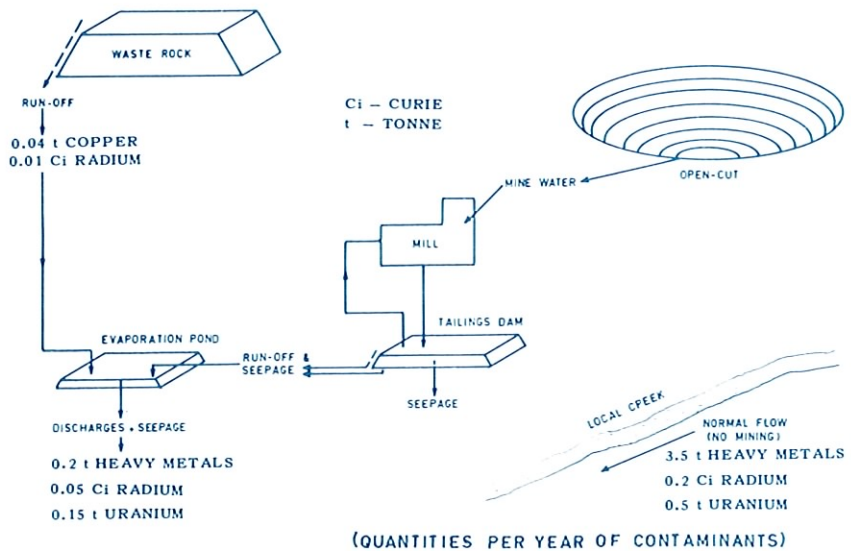 WASTE ROCK
RUN-OFF
0.04 t COPPER
0.01 Ci RADIUM
Ci – CURIE
t – TONNE
OPEN-CUT
MINE WATER
MILL
TAILINGS DAM
EVAPORATION POND
RUN-OFF &
SEEPAGE
SEEPAGE
DISCHARGES + SEEPAGE
0.2 t HEAVY METALS
0.05 Ci RADIUM
0.15 t URANIUM
LOCAL CREEK
NORMAL FLOW
(NO MINING)
3.5 t HEAVY METALS
0.2 Ci RADIUM
0.5 t URANIUM
(QUANTITIES PER YEAR OF CONTAMINANTS)